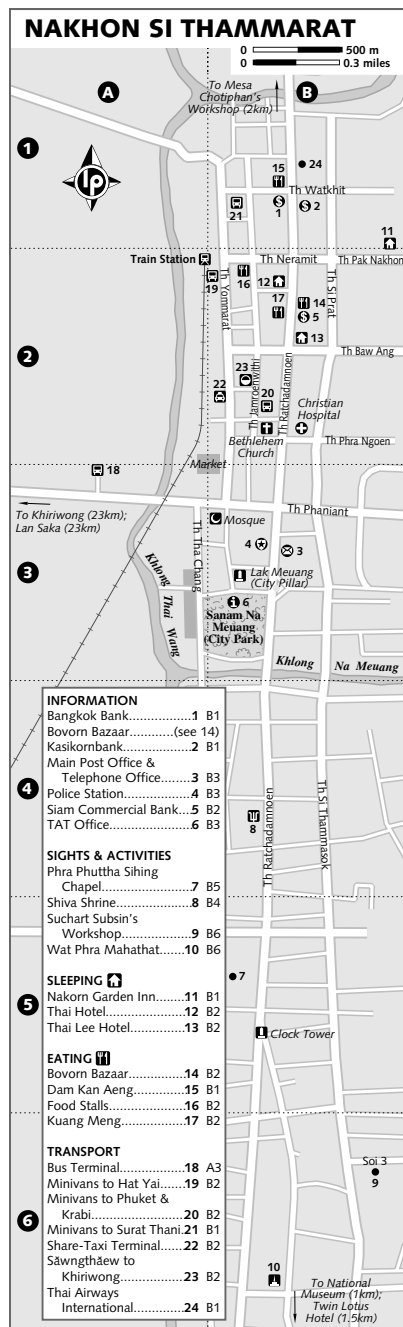 NAKHON SI THAMMARAT
0 500 m
0 0.3 miles
A
B
To Mesa
Chotiphan's
Workshop (2km)
1
lp
15
24
Th Watkhit
21
1
2
11
Train Station
Th Neramit
Th Pak Nakhon
19
16
12
Th Yommarat
17
14
5
Th Si Prat
13
2
Th Baw Ang
23
22
Th Jamroenwithi
20
Th Ratchadamnoen
Christian
Hospital
Bethlehem
Church
Th Phra Ngoen
Market
18
To Khiriwong (23km);
Lan Saka (23km)
Th Phaniant
Mosque
Th Tha Chang
4
3
3
Lak Meuang
(City Pillar)
Khlong
Thai Wang
6
Sanam Na
Meuang
(City Park)
Khlong Na Meuang
INFORMATION
Bangkok Bank 1 B1
Bovorn Bazaar (see 14)
Kasikornbank 2 B1
Main Post Office &
Telephone Office 3 B3
Police Station 4 B3
Siam Commercial Bank 5 B2
TAT Office 6 B3
SIGHTS & ACTIVITIES
Phra Phuttha Sihing
Chapel 7 B5
Shiva Shrine 8 B4
Suchart Subsin's
Workshop 9 B6
Wat Phra Mahathat 10 B6
SLEEPING
Nakorn Garden Inn 11 B1
Thai Hotel 12 B2
Thai Lee Hotel 13 B2
EATING
Bovorn Bazaar 14 B2
Dam Kan Aeng 15 B1
Food Stalls 16 B2
Kuang Meng 17 B2
TRANSPORT
Bus Terminal 18 A3
Minivans to Hat Yai 19 B2
Minivans to Phuket &
Krabi 20 B2
Minivans to Surat Thani 21 B1
Share-Taxi Terminal 22 B2
Săwngthăew to
Khiriwong 23 B2
Thai Airways
International 24 B1
4
8
Th Ratchadamnoen
Th Si Thammasok
5
7
Clock Tower
Soi 3
9
6
10
To National
Museum (1km);
Twin Lotus
Hotel (1.5km)